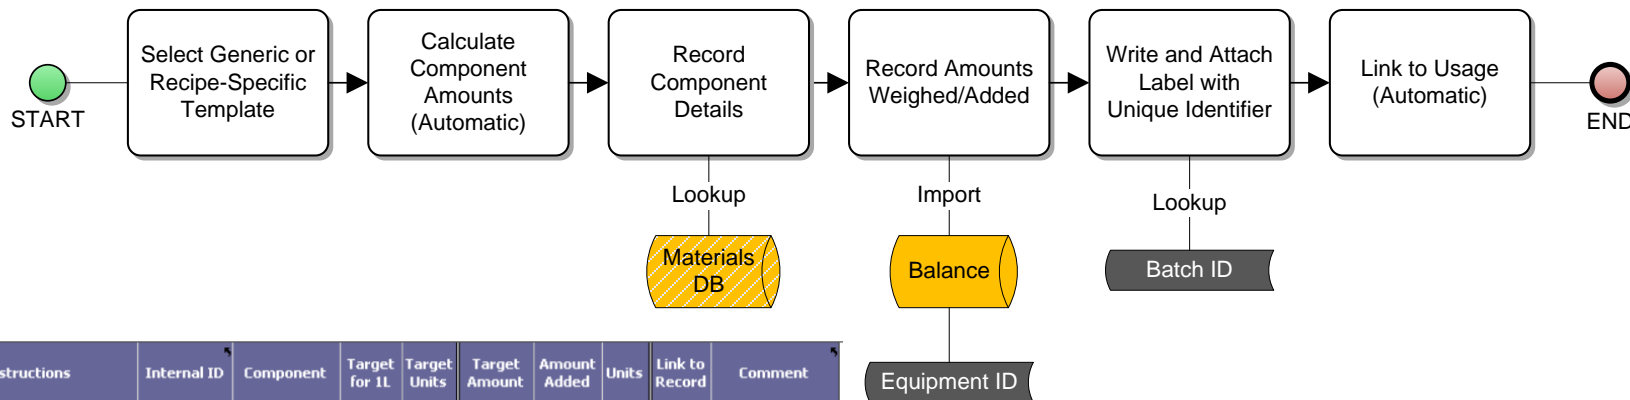 START
Select Generic or
Recipe-Specific
Template
Calculate
Component
Amounts
(Automatic)
Record
Component
Details
Record Amounts
Weighed/Added
Write and Attach
Label with
Unique Identifier
Link to Usage
(Automatic)
END
Lookup
Import
Lookup
Materials
DB
Balance
Batch ID
Equipment ID
structions
Internal ID
Component
Target
for 1L
Target
Units
Target
Amount
Amount
Added
Units
Link to
Record
Comment